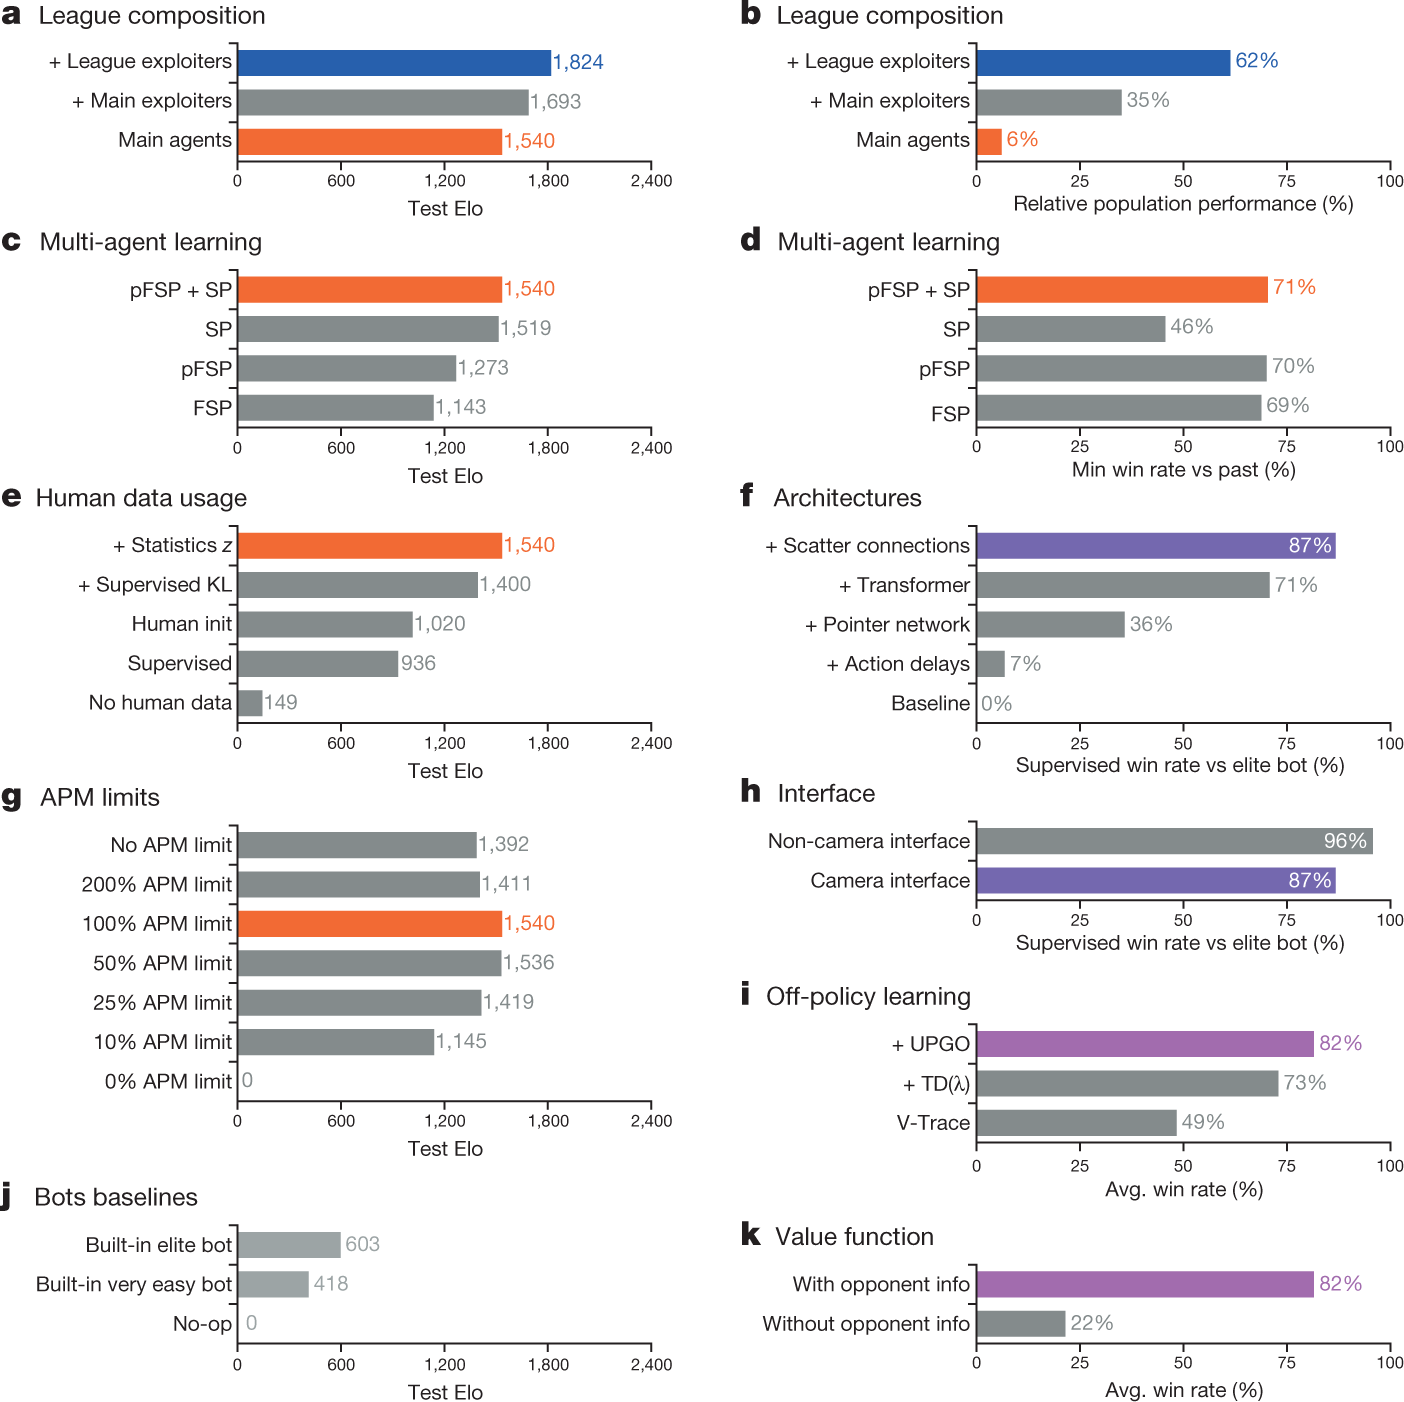 a League composition
+ League exploiters 1,824
+ Main exploiters 1,693
Main agents 1,540
0 600 1,200 1,800 2,400
Test Elo
b League composition
+ League exploiters 62%
+ Main exploiters 35%
Main agents 6%
0 25 50 75 100
Relative population performance (%)
c Multi-agent learning
pFSP + SP 1,540
SP 1,519
pFSP 1,273
FSP 1,143
0 600 1,200 1,800 2,400
Test Elo
d Multi-agent learning
pFSP + SP 71%
SP 46%
pFSP 70%
FSP 69%
0 25 50 75 100
Min win rate vs past (%)
e Human data usage
+ Statistics z 1,540
+ Supervised KL 1,400
Human init 1,020
Supervised 936
No human data 149
0 600 1,200 1,800 2,400
Test Elo
f Architectures
+ Scatter connections 87%
+ Transformer 71%
+ Pointer network 36%
+ Action delays 7%
Baseline 0%
0 25 50 75 100
Supervised win rate vs elite bot (%)
g APM limits
No APM limit 1,392
200% APM limit 1,411
100% APM limit 1,540
50% APM limit 1,536
25% APM limit 1,419
10% APM limit 1,145
0% APM limit 0
0 600 1,200 1,800 2,400
Test Elo
h Interface
Non-camera interface 96%
Camera interface 87%
0 25 50 75 100
Supervised win rate vs elite bot (%)
i Off-policy learning
+ UPGO 82%
+ TD(λ) 73%
V-Trace 49%
0 25 50 75 100
Avg. win rate (%)
j Bots baselines
Built-in elite bot 603
Built-in very easy bot 418
No-op 0
0 600 1,200 1,800 2,400
Test Elo
k Value function
With opponent info 82%
Without opponent info 22%
0 25 50 75 100
Avg. win rate (%)